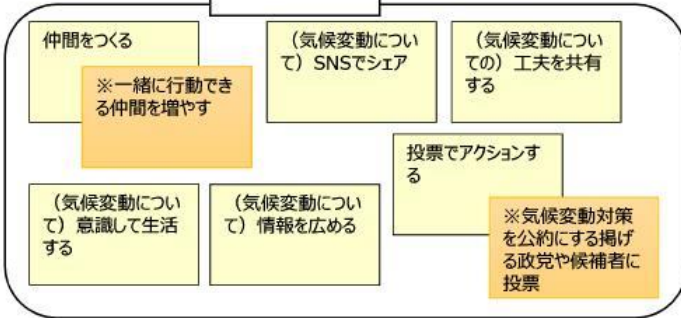 仲間をつくる
※一緒に行動でき
る仲間を増やす
（気候変動につい
て）SNSでシェア
（気候変動につい
ての）工夫を共有
する
投票でアクションす
る
※気候変動対策
を公約にする掲げ
る政党や候補者に
投票
（気候変動につい
て）意識して生活
する
（気候変動につい
て）情報を広める